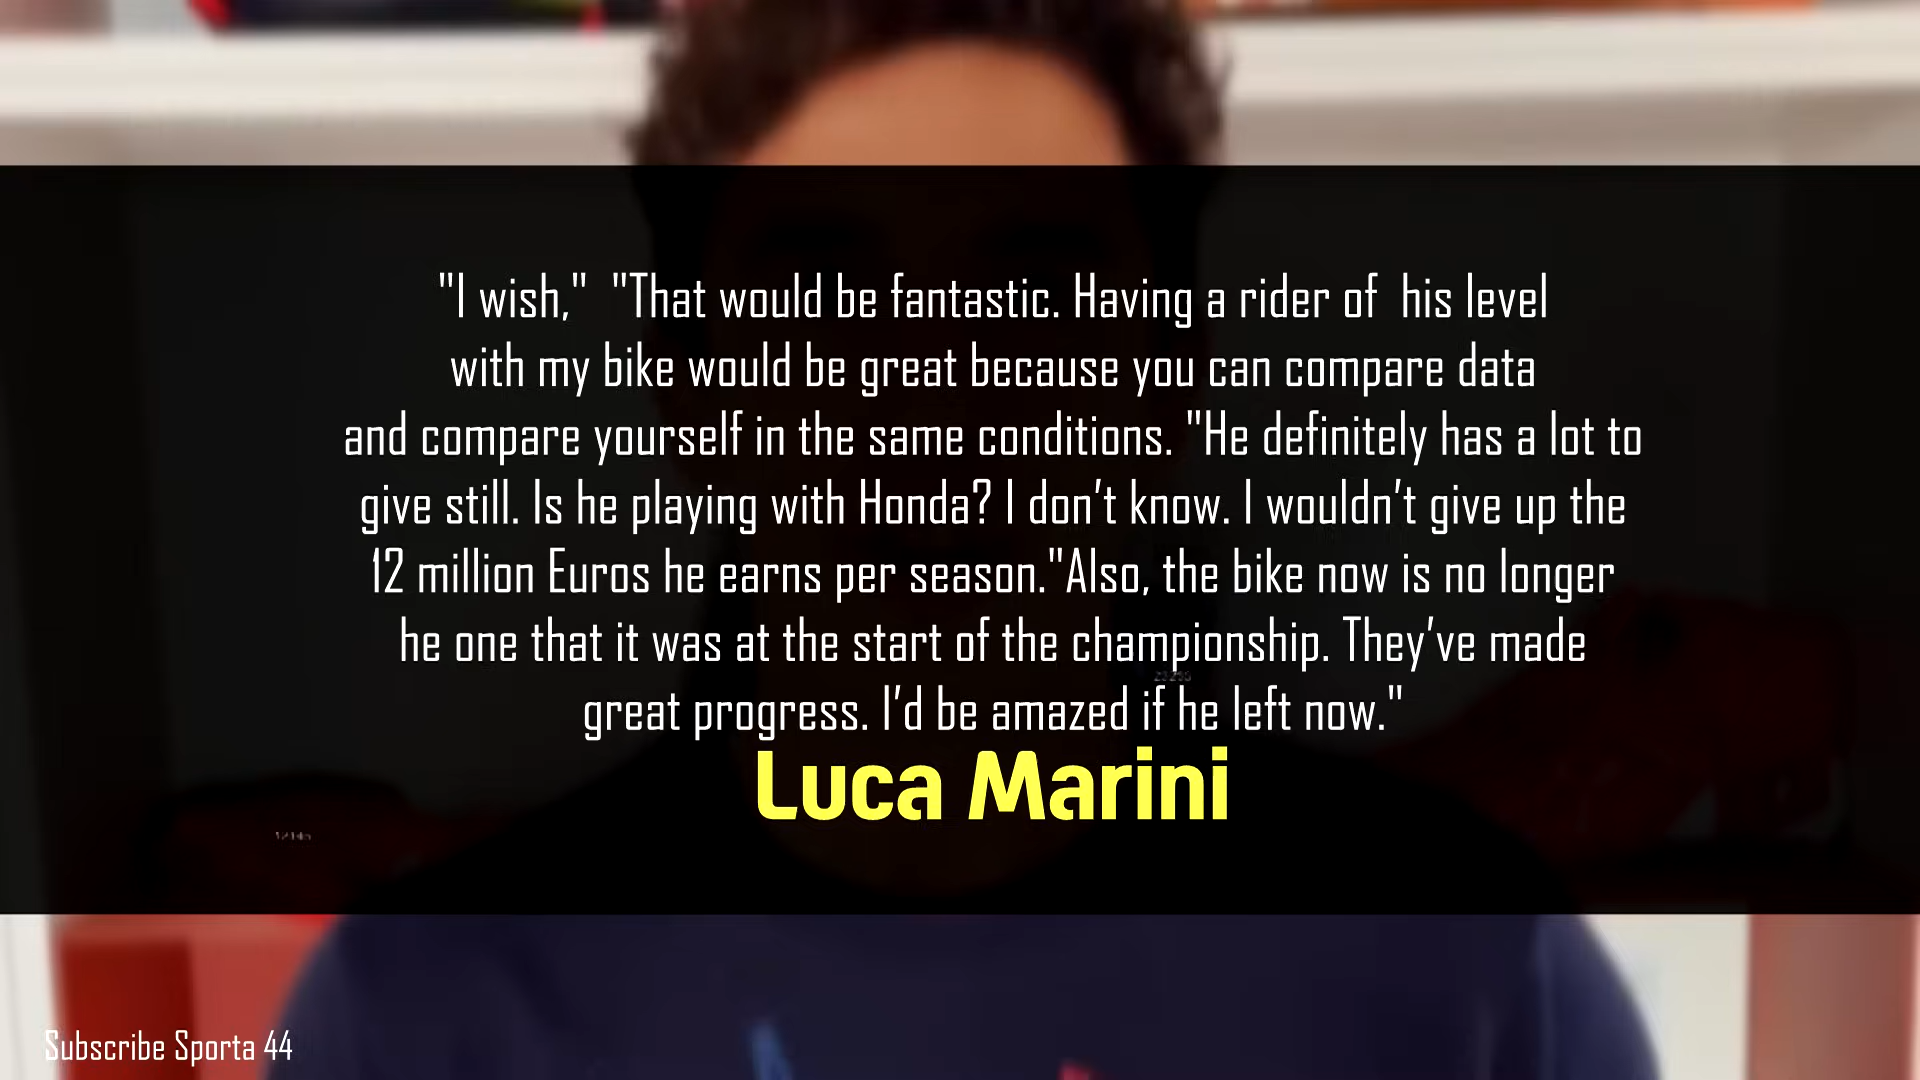 "I wish,"  "That would be fantastic. Having a rider of  his level
with my bike would be great because you can compare data
and compare yourself in the same conditions. "He definitely has a lot to
give still. Is he playing with Honda? I don’t know. I wouldn’t give up the
12 million Euros he earns per season."Also, the bike now is no longer
he one that it was at the start of the championship. They’ve made
great progress. I’d be amazed if he left now."
Luca Marini
Subscribe Sporta 44